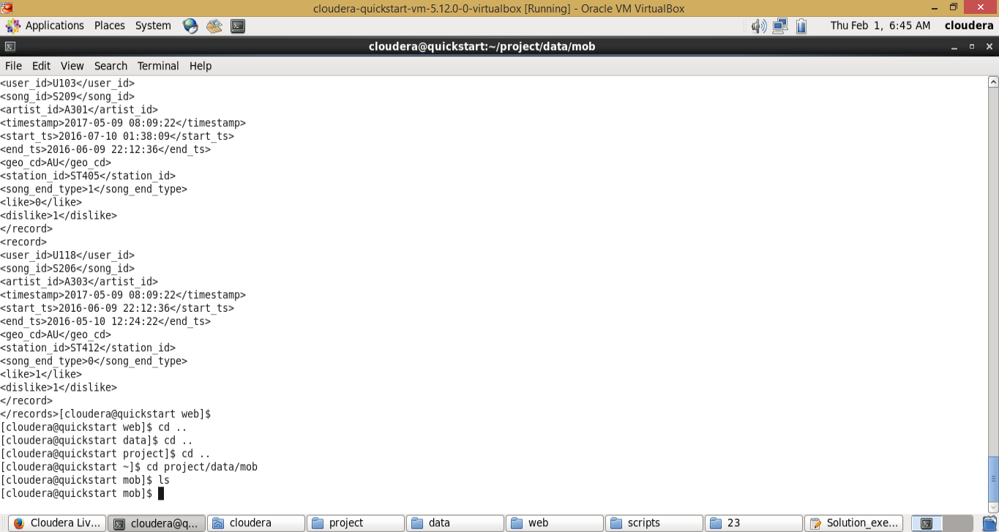 cloudera-quickstart-vm-5.12.0-0-virtualbox [Running] - Oracle VM VirtualBox
Applications Places System Thu Feb 1, 6:45 AM cloudera
cloudera@quickstart:~/project/data/mob
File Edit View Search Terminal Help
<user_id>U103</user_id>
<song_id>S209</song_id>
<artist_id>A301</artist_id>
<timestamp>2017-05-09 08:09:22</timestamp>
<start_ts>2016-07-10 01:38:09</start_ts>
<end_ts>2016-06-09 22:12:36</end_ts>
<geo_cd>AU</geo_cd>
<station_id>ST405</station_id>
<song_end_type>1</song_end_type>
<like>0</like>
<dislike>1</dislike>
</record>
<record>
<user_id>U118</user_id>
<song_id>S206</song_id>
<artist_id>A303</artist_id>
<timestamp>2017-05-09 08:09:22</timestamp>
<start_ts>2016-06-09 22:12:36</start_ts>
<end_ts>2016-05-10 12:24:22</end_ts>
<geo_cd>AU</geo_cd>
<station_id>ST412</station_id>
<song_end_type>0</song_end_type>
<like>1</like>
<dislike>1</dislike>
</record>
</records>[cloudera@quickstart web]$
[cloudera@quickstart web]$ cd ..
[cloudera@quickstart data]$ cd ..
[cloudera@quickstart project]$ cd ..
[cloudera@quickstart ~]$ cd project/data/mob
[cloudera@quickstart mob]$ ls
[cloudera@quickstart mob]$
Cloudera Liv... cloudera@q... cloudera project data web scripts 23 Solution_exe...